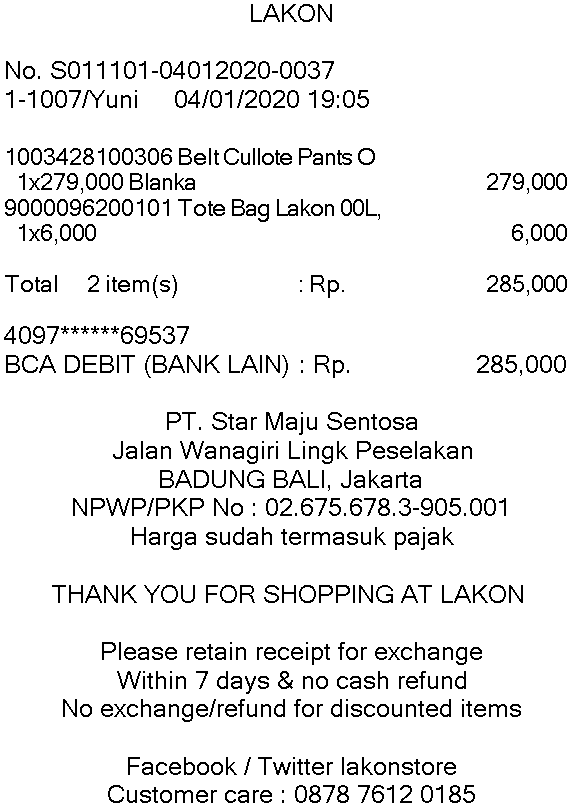 LAKON
No. S011101-04012020-0037
1-1007/Yuni 04/01/2020 19:05
1003428100306 Belt Cullote Pants O
1x279,000 Blanka 279,000
9000096200101 Tote Bag Lakon 00L,
1x6,000 6,000
Total 2 item(s) : Rp. 285,000
4097******69537
BCA DEBIT (BANK LAIN) : Rp. 285,000
PT. Star Maju Sentosa
Jalan Wanagiri Lingk Peselakan
BADUNG BALI, Jakarta
NPWP/PKP No : 02.675.678.3-905.001
Harga sudah termasuk pajak
THANK YOU FOR SHOPPING AT LAKON
Please retain receipt for exchange
Within 7 days & no cash refund
No exchange/refund for discounted items
Facebook / Twitter lakonstore
Customer care : 0878 7612 0185